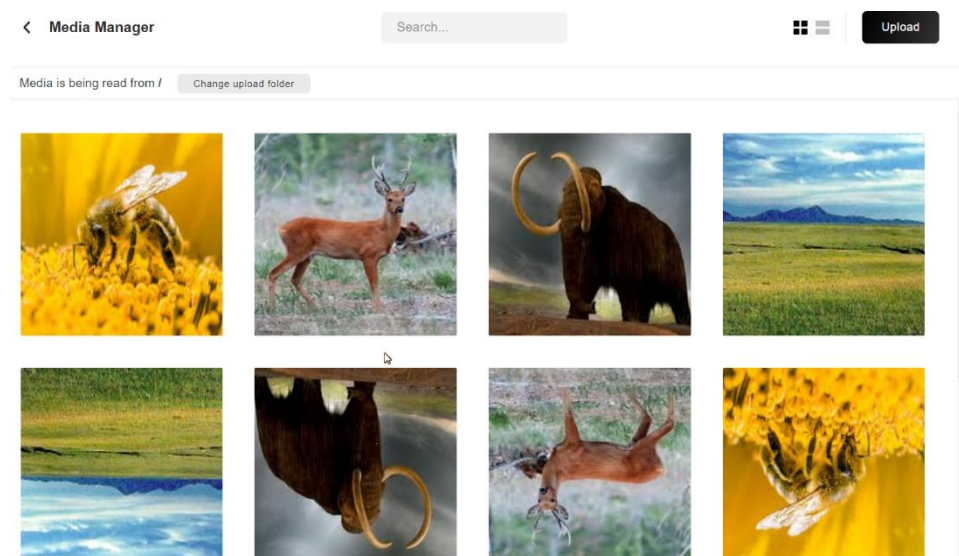 Media Manager
Search...
Upload
Media is being read from /
Change upload folder